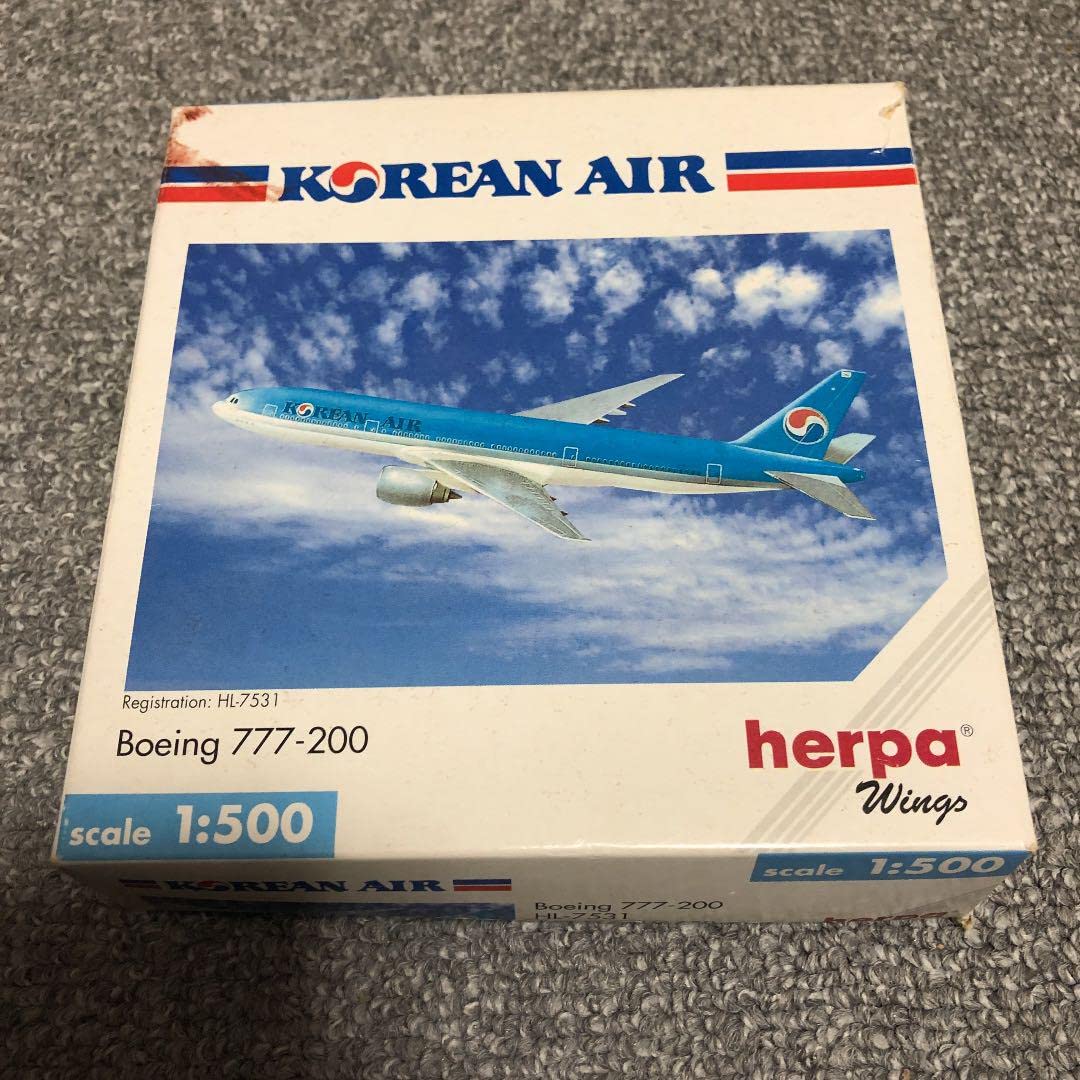 KOREAN AIR
KOREAN AIR
Registration: HL-7531
Boeing 777-200
herpa®
Wings
scale 1:500
scale 1:500
KOREAN AIR
Boeing 777-200
HL-7531
herpa